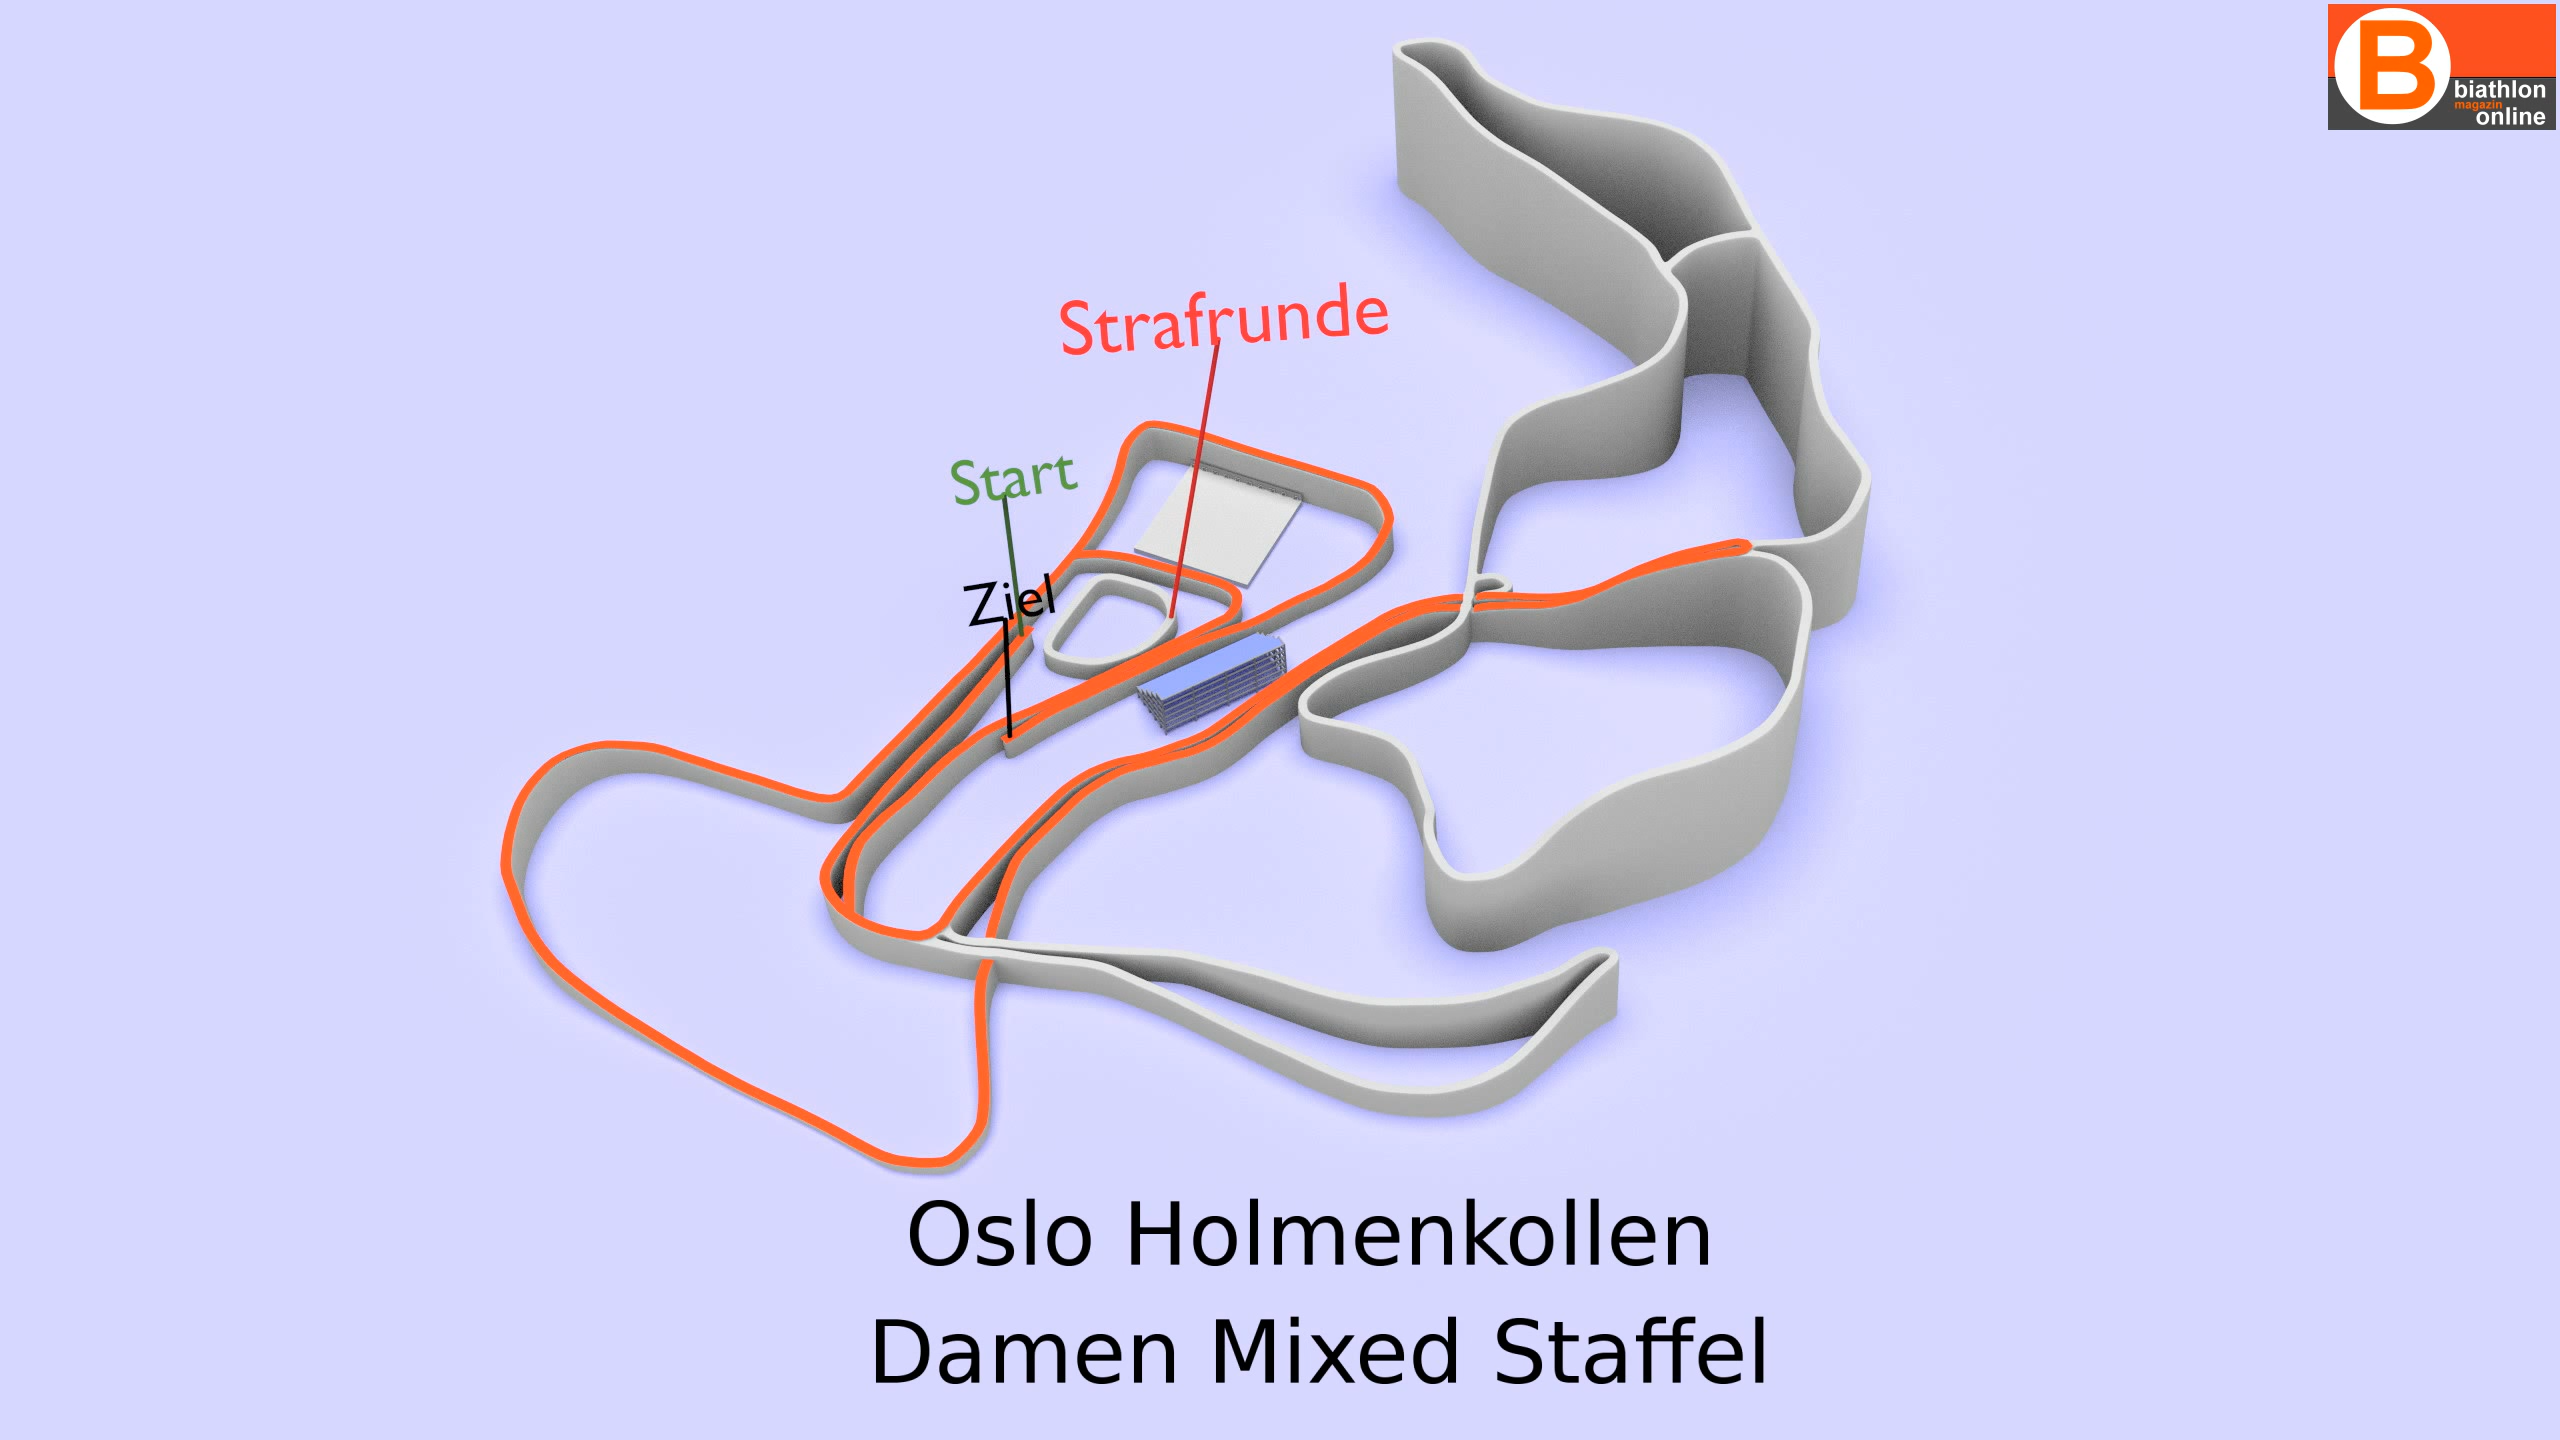 B
biathlon
magazin
online
Strafrunde
Start
Ziel
Oslo Holmenkollen
Damen Mixed Staffel